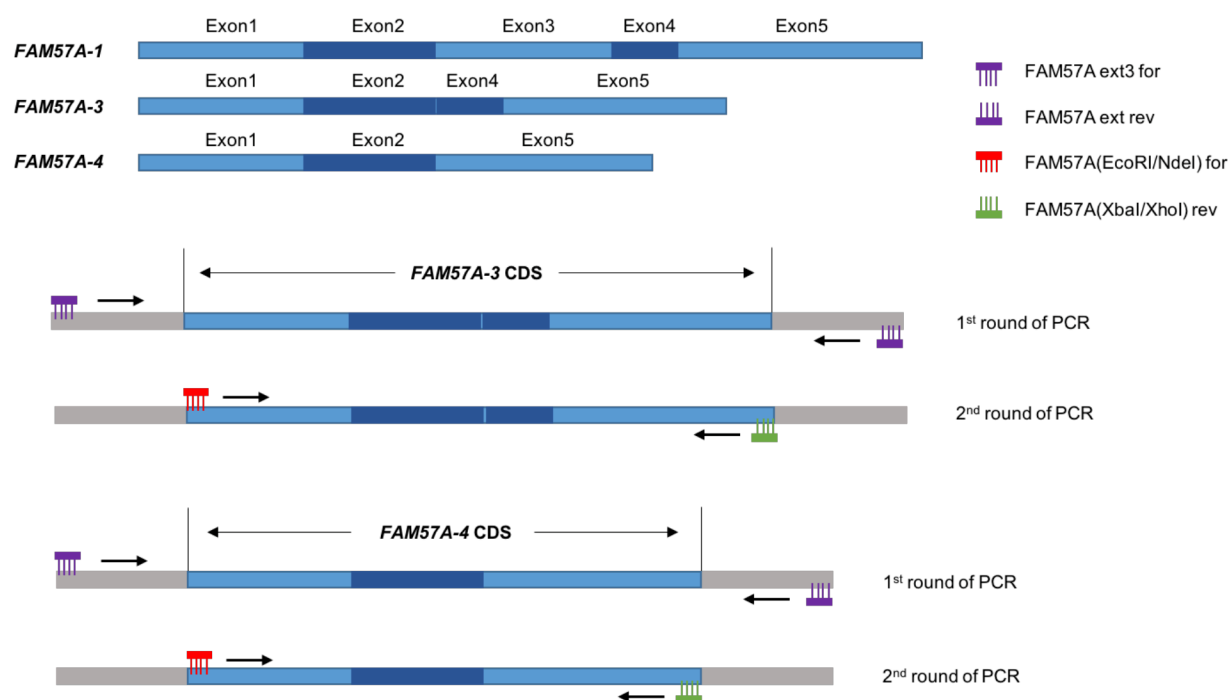 Exon1 Exon2 Exon3 Exon4 Exon5
FAM57A-1
Exon1 Exon2 Exon4 Exon5
FAM57A-3
Exon1 Exon2 Exon5
FAM57A-4
FAM57A ext3 for
FAM57A ext rev
FAM57A(EcoRI/NdeI) for
FAM57A(XbaI/XhoI) rev
FAM57A-3 CDS
1st round of PCR
2nd round of PCR
FAM57A-4 CDS
1st round of PCR
2nd round of PCR